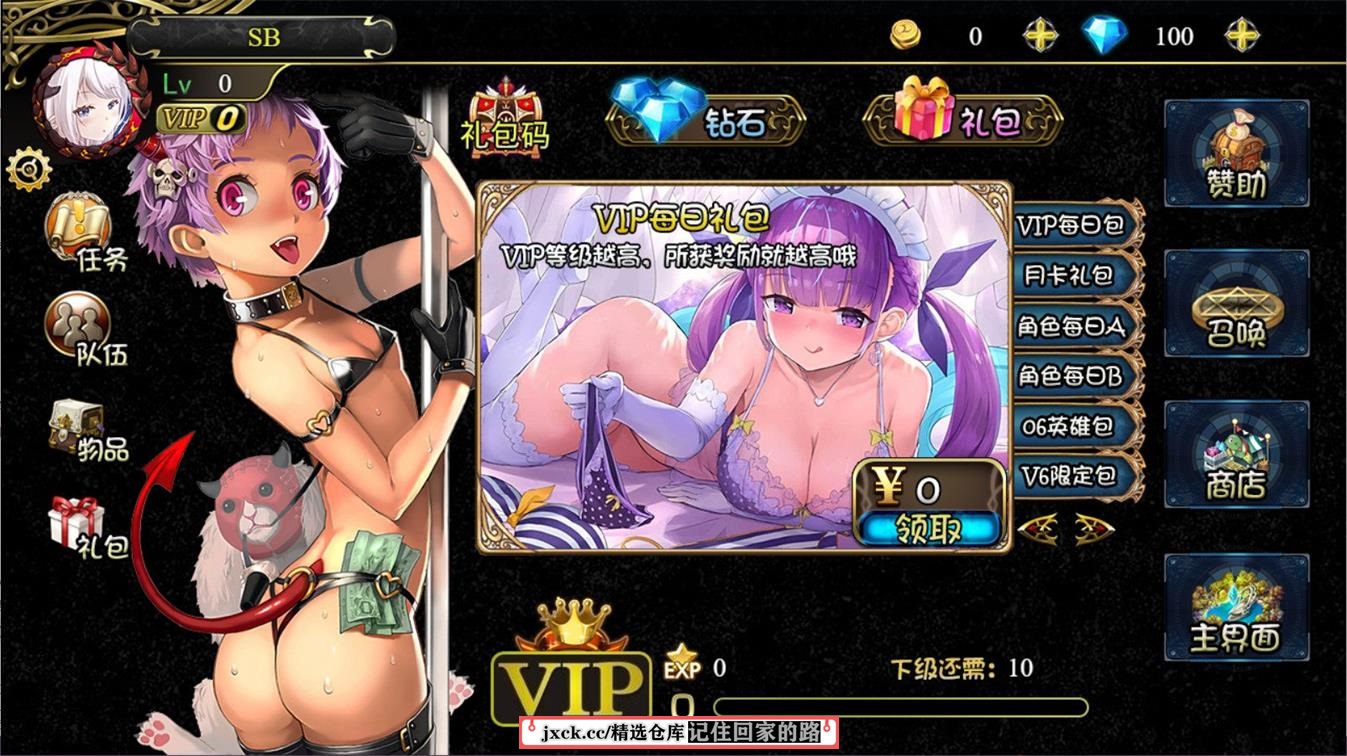 SB
0
100
Lv 0
VIP 0
礼包码
钻石
礼包
任务
队伍
物品
礼包
VIP每日礼包
VIP等级越高，所获奖励就越高哦
¥ 0
领取
VIP每日包
月卡礼包
角色每日A
角色每日B
06英雄包
V6限定包
赞助
召唤
商店
主界面
VIP
EXP 0
下级还需：10
0
jxck.cc/精选仓库 记住回家的路